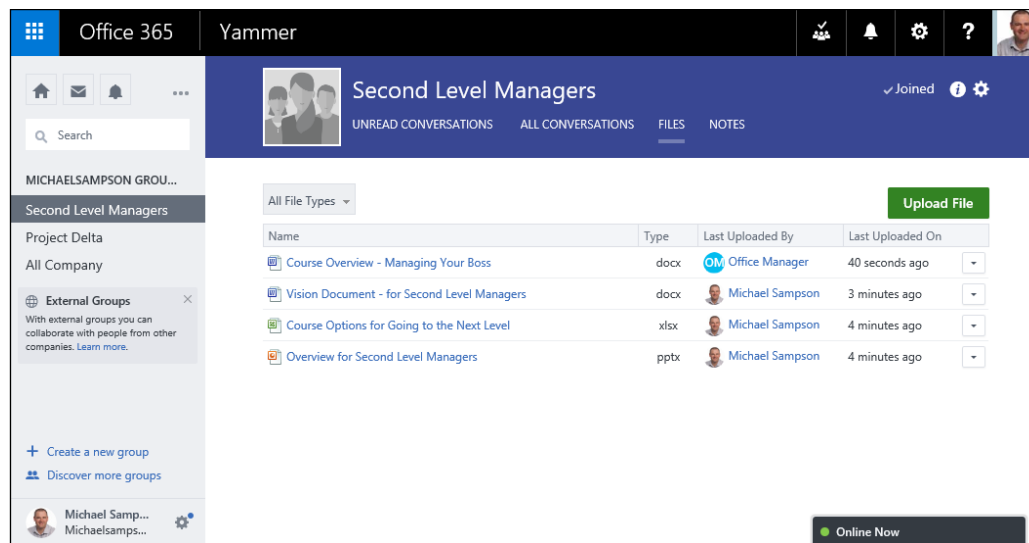 Office 365 Yammer ?
Second Level Managers
✓Joined
UNREAD CONVERSATIONS ALL CONVERSATIONS FILES NOTES
Search
MICHAELSAMPSON GROU...
Second Level Managers
Project Delta
All Company
External Groups
With external groups you can
collaborate with people from other
companies. Learn more.
+ Create a new group
Discover more groups
Michael Samp...
Michaelsamps...
All File Types
Upload File
Name Type Last Uploaded By Last Uploaded On
Course Overview - Managing Your Boss docx OM Office Manager 40 seconds ago
Vision Document - for Second Level Managers docx Michael Sampson 3 minutes ago
Course Options for Going to the Next Level xlsx Michael Sampson 4 minutes ago
Overview for Second Level Managers pptx Michael Sampson 4 minutes ago
Online Now